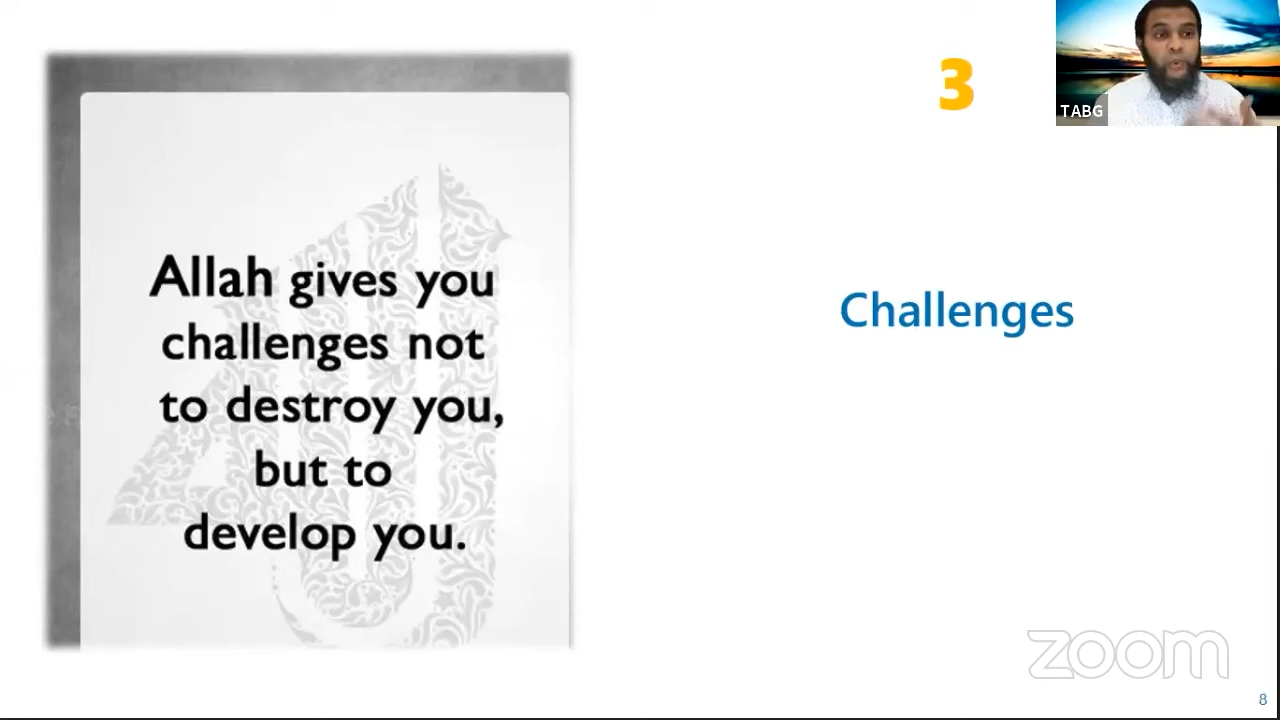 3
TABG
Allah gives you
challenges not
to destroy you,
but to
develop you.
Challenges
zoom
8